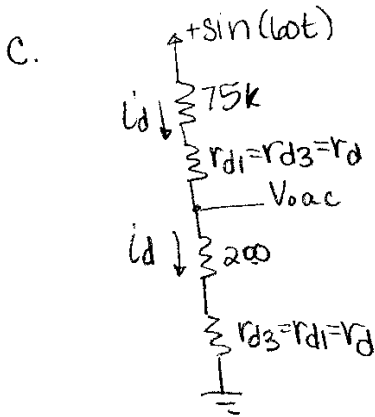 C.
+sin(60t)
75k
id
rd1=rd3=rd
Voac
id
200
rd3=rd1=rd